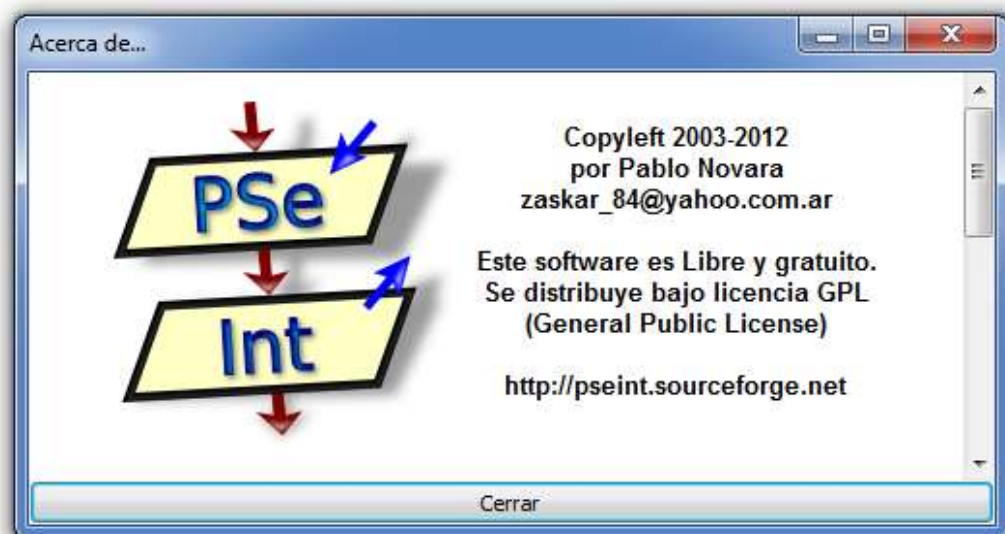 Acerca de...
PSe
Int
Copyleft 2003-2012
por Pablo Novara
zaskar_84@yahoo.com.ar
Este software es Libre y gratuito.
Se distribuye bajo licencia GPL
(General Public License)
http://pseint.sourceforge.net
Cerrar